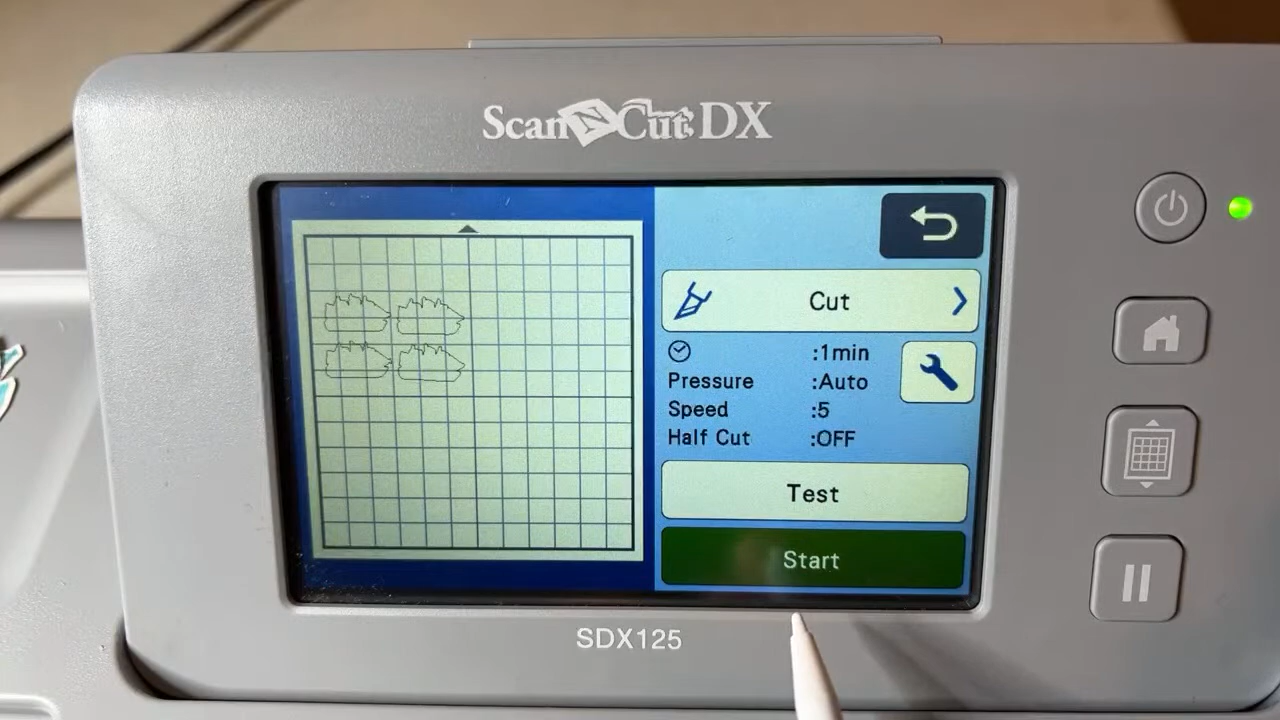 ScanNCut DX
Cut
:1min
Pressure :Auto
Speed :5
Half Cut :OFF
Test
Start
SDX125